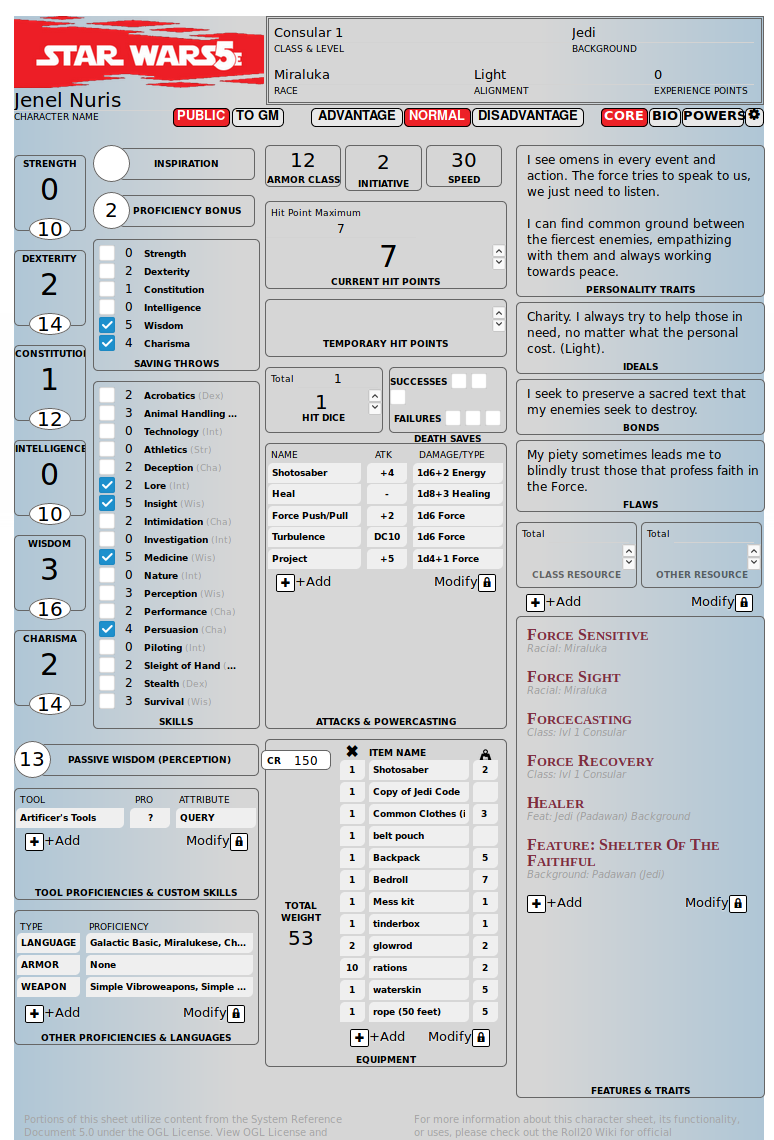 STAR WARS 5E
Consular 1
CLASS & LEVEL
Jedi
BACKGROUND
Miraluka
RACE
Light
ALIGNMENT
0
EXPERIENCE POINTS
Jenel Nuris
CHARACTER NAME
PUBLIC TO GM
ADVANTAGE NORMAL DISADVANTAGE
CORE BIO POWERS
STRENGTH
0
10
DEXTERITY
2
14
CONSTITUTION
1
12
INTELLIGENCE
0
10
WISDOM
3
16
CHARISMA
2
14
INSPIRATION
2 PROFICIENCY BONUS
0 Strength
2 Dexterity
1 Constitution
0 Intelligence
5 Wisdom
4 Charisma
SAVING THROWS
2 Acrobatics (Dex)
3 Animal Handling ...
0 Technology (Int)
0 Athletics (Str)
2 Deception (Cha)
2 Lore (Int)
5 Insight (Wis)
2 Intimidation (Cha)
0 Investigation (Int)
5 Medicine (Wis)
0 Nature (Int)
3 Perception (Wis)
2 Performance (Cha)
4 Persuasion (Cha)
0 Piloting (Int)
2 Sleight of Hand (...
2 Stealth (Dex)
3 Survival (Wis)
SKILLS
13 PASSIVE WISDOM (PERCEPTION)
TOOL PRO ATTRIBUTE
Artificer's Tools ? QUERY
+Add Modify
TOOL PROFICIENCIES & CUSTOM SKILLS
TYPE PROFICIENCY
LANGUAGE Galactic Basic, Miralukese, Ch...
ARMOR None
WEAPON Simple Vibroweapons, Simple ...
+Add Modify
OTHER PROFICIENCIES & LANGUAGES
12
ARMOR CLASS
2
INITIATIVE
30
SPEED
Hit Point Maximum
7
7
CURRENT HIT POINTS
TEMPORARY HIT POINTS
Total 1
1
HIT DICE
SUCCESSES
FAILURES
DEATH SAVES
NAME ATK DAMAGE/TYPE
Shotosaber +4 1d6+2 Energy
Heal - 1d8+3 Healing
Force Push/Pull +2 1d6 Force
Turbulence DC10 1d6 Force
Project +5 1d4+1 Force
+Add Modify
ATTACKS & POWERCASTING
CR 150
ITEM NAME
1 Shotosaber 2
1 Copy of Jedi Code
1 Common Clothes (i 3
1 belt pouch
1 Backpack 5
1 Bedroll 7
1 Mess kit 1
1 tinderbox 1
2 glowrod 2
10 rations 2
1 waterskin 5
1 rope (50 feet) 5
TOTAL
WEIGHT
53
+Add Modify
EQUIPMENT
I see omens in every event and
action. The force tries to speak to us,
we just need to listen.
I can find common ground between
the fiercest enemies, empathizing
with them and always working
towards peace.
PERSONALITY TRAITS
Charity. I always try to help those in
need, no matter what the personal
cost. (Light).
IDEALS
I seek to preserve a sacred text that
my enemies seek to destroy.
BONDS
My piety sometimes leads me to
blindly trust those that profess faith in
the Force.
FLAWS
Total
CLASS RESOURCE
Total
OTHER RESOURCE
+Add Modify
FORCE SENSITIVE
Racial: Miraluka
FORCE SIGHT
Racial: Miraluka
FORCECASTING
Class: lvl 1 Consular
FORCE RECOVERY
Class: lvl 1 Consular
HEALER
Feat: Jedi (Padawan) Background
FEATURE: SHELTER OF THE
FAITHFUL
Background: Padawan (Jedi)
+Add Modify
FEATURES & TRAITS
Portions of this sheet utilize content from the System Reference
Document 5.0 under the OGL License. View OGL License and
For more information about this character sheet, its functionality,
or uses, please check out the Roll20 Wiki for official